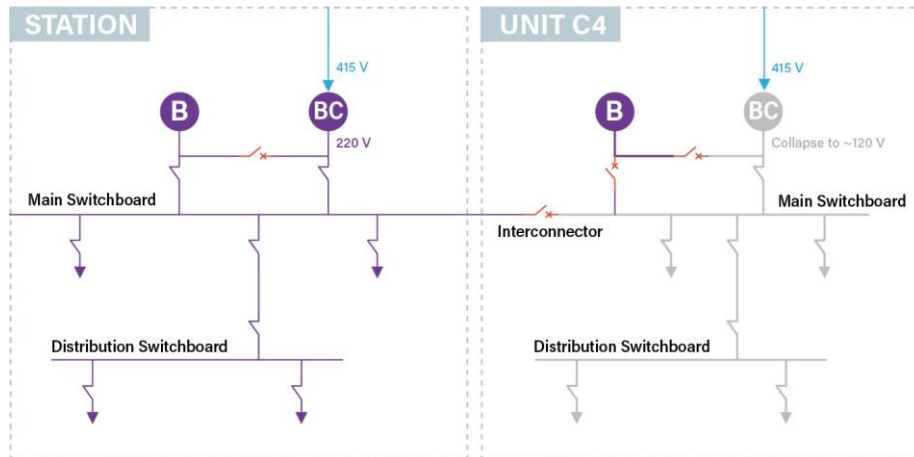 STATION
UNIT C4
415 V
415 V
B
BC
B
BC
220 V
Collapse to ~120 V
Main Switchboard
Main Switchboard
Interconnector
Distribution Switchboard
Distribution Switchboard